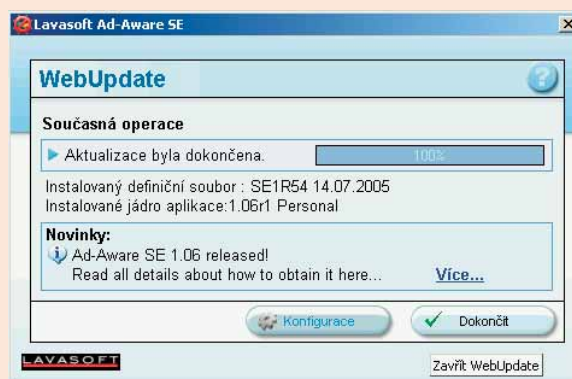 Lavasoft Ad-Aware SE
WebUpdate
Současná operace
Aktualizace byla dokončena.
100%
Instalovaný definiční soubor : SE1R54 14.07.2005
Instalované jádro aplikace:1.06r1 Personal
Novinky:
Ad-Aware SE 1.06 released!
Read all details about how to obtain it here... Více...
Konfigurace
Dokončit
LAVASOFT
Zavřít WebUpdate